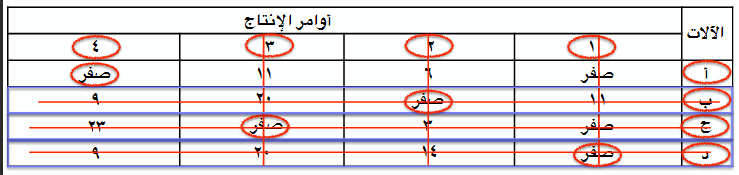 الآلات أوامر الإنتاج
١ ٢ ٣ ٤
أ صفر ٦ ١١ صفر
ب ١١ صفر ٢٠ ٩
ج صفر ٣ صفر ٢٣
د صفر ١٤ ٢٠ ٩